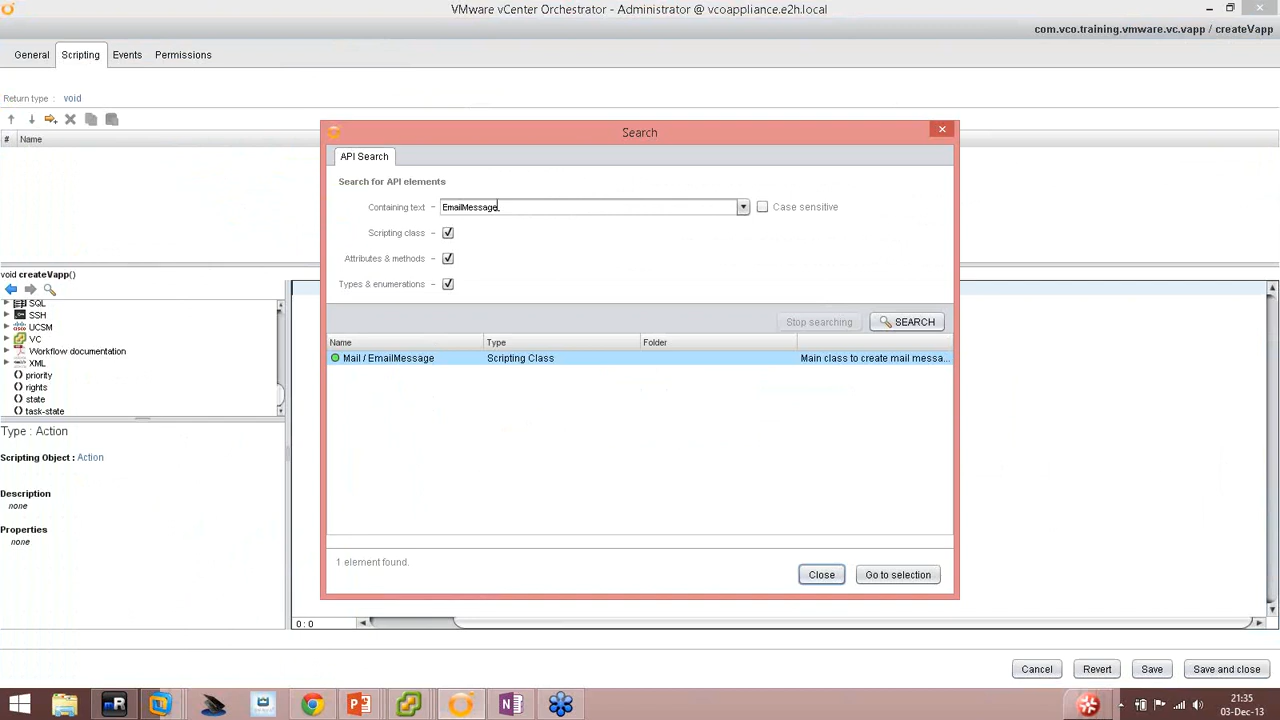 VMware vCenter Orchestrator - Administrator @ vcoappliance.e2h.local
com.vco.training.vmware.vc.vapp / createVapp
General Scripting Events Permissions
Return type : void
# Name
Search
API Search
Search for API elements
Containing text EmailMessage Case sensitive
Scripting class
Attributes & methods
Types & enumerations
Stop searching SEARCH
Name Type Folder
Mail / EmailMessage Scripting Class Main class to create mail messa...
1 element found.
Close Go to selection
void createVapp()
SQL
SSH
UCSM
VC
Workflow documentation
XML
priority
rights
state
task-state
Type : Action
Scripting Object : Action
Description
none
Properties
none
0 : 0
Cancel Revert Save Save and close
21:35
03-Dec-13